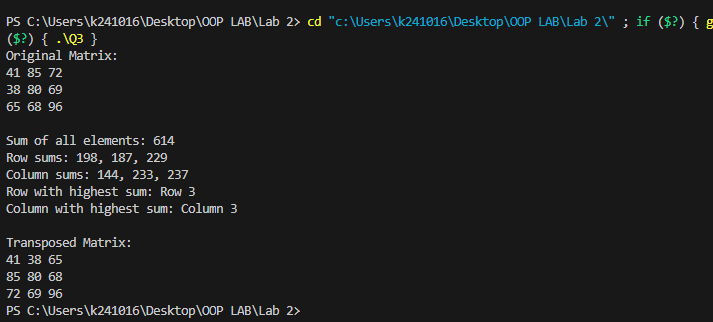 PS C:\Users\k241016\Desktop\OOP LAB\Lab 2> cd "c:\Users\k241016\Desktop\OOP LAB\Lab 2\" ; if ($?) { g
($?) { .\Q3 }
Original Matrix:
41 85 72
38 80 69
65 68 96

Sum of all elements: 614
Row sums: 198, 187, 229
Column sums: 144, 233, 237
Row with highest sum: Row 3
Column with highest sum: Column 3

Transposed Matrix:
41 38 65
85 80 68
72 69 96
PS C:\Users\k241016\Desktop\OOP LAB\Lab 2>